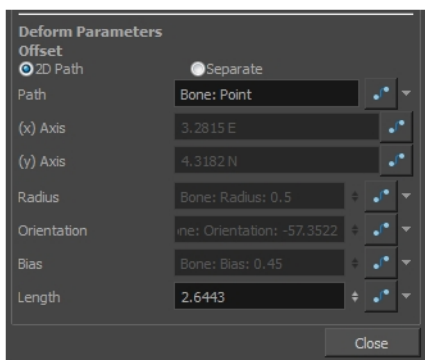 Deform Parameters
Offset
2D Path Separate
Path Bone: Point
(x) Axis 3.2815 E
(y) Axis 4.3182 N
Radius Bone: Radius: 0.5
Orientation one: Orientation: -57.3522
Bias Bone: Bias: 0.45
Length 2.6443
Close